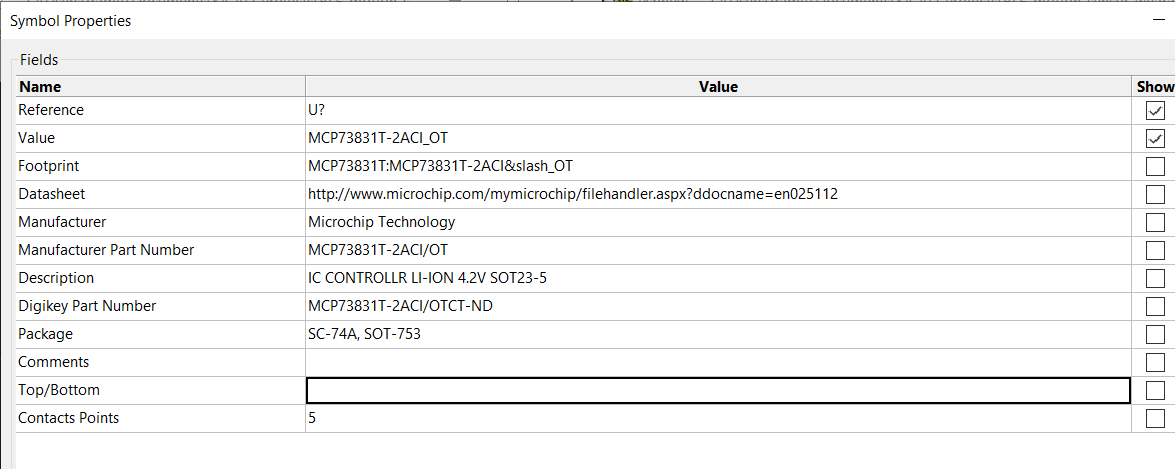 Symbol Properties
Fields
Name Value Show
Reference U?
Value MCP73831T-2ACI_OT
Footprint MCP73831T:MCP73831T-2ACI&slash_OT
Datasheet http://www.microchip.com/mymicrochip/filehandler.aspx?ddocname=en025112
Manufacturer Microchip Technology
Manufacturer Part Number MCP73831T-2ACI/OT
Description IC CONTROLLR LI-ION 4.2V SOT23-5
Digikey Part Number MCP73831T-2ACI/OTCT-ND
Package SC-74A, SOT-753
Comments
Top/Bottom
Contacts Points 5